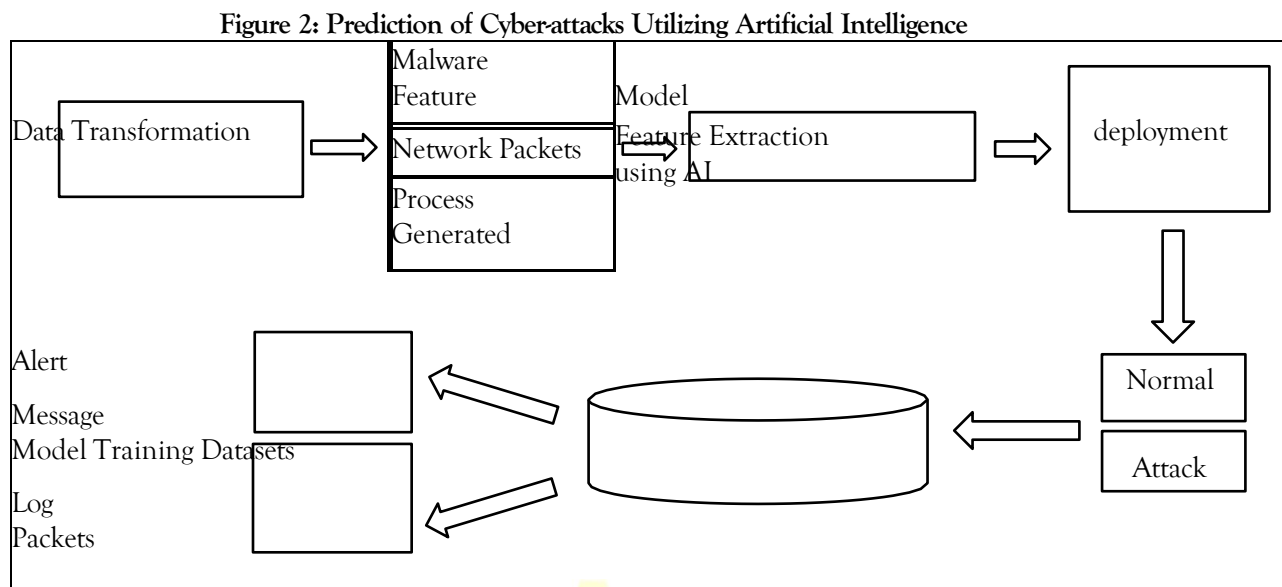 Figure 2: Prediction of Cyber-attacks Utilizing Artificial Intelligence
Data Transformation
Malware
Feature
Network Packets
Process
Generated
Model
Feature Extraction
using AI
deployment
Normal
Attack
Alert
Message
Model Training Datasets
Log
Packets